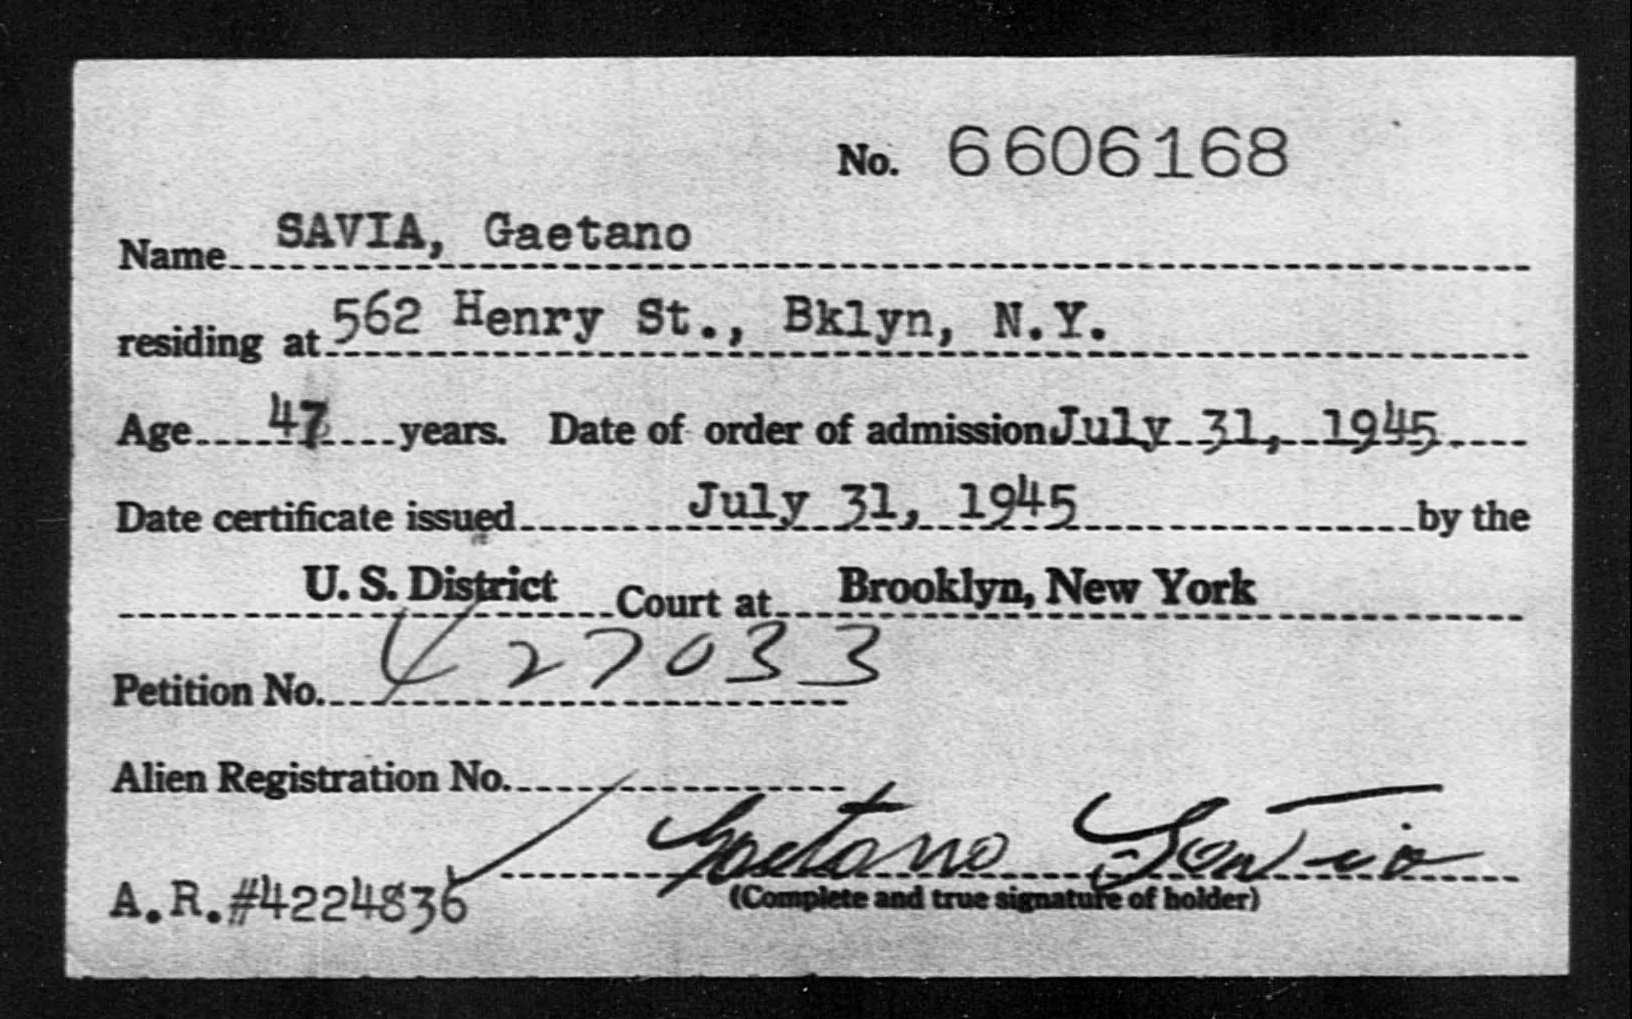 No. 6606168
Name SAVIA, Gaetano
residing at 562 Henry St., Bklyn, N.Y.
Age 47 years. Date of order of admission July 31, 1945
Date certificate issued July 31, 1945 by the
U. S. District Court at Brooklyn, New York
Petition No. 427033
Alien Registration No.
Gaetano Savia
A.R.#4224836 (Complete and true signature of holder)